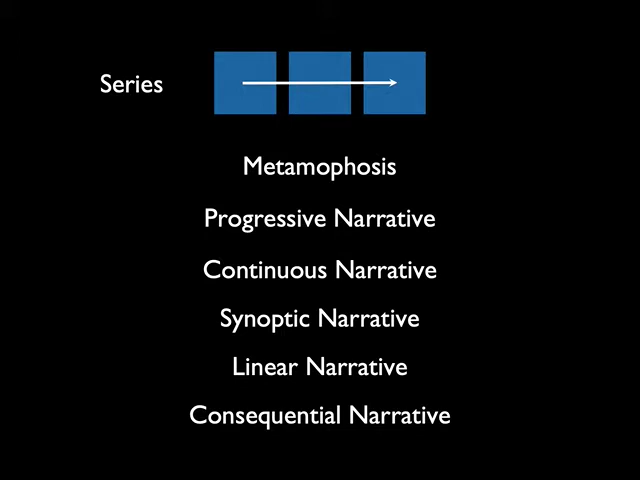 Series
Metamophosis
Progressive Narrative
Continuous Narrative
Synoptic Narrative
Linear Narrative
Consequential Narrative